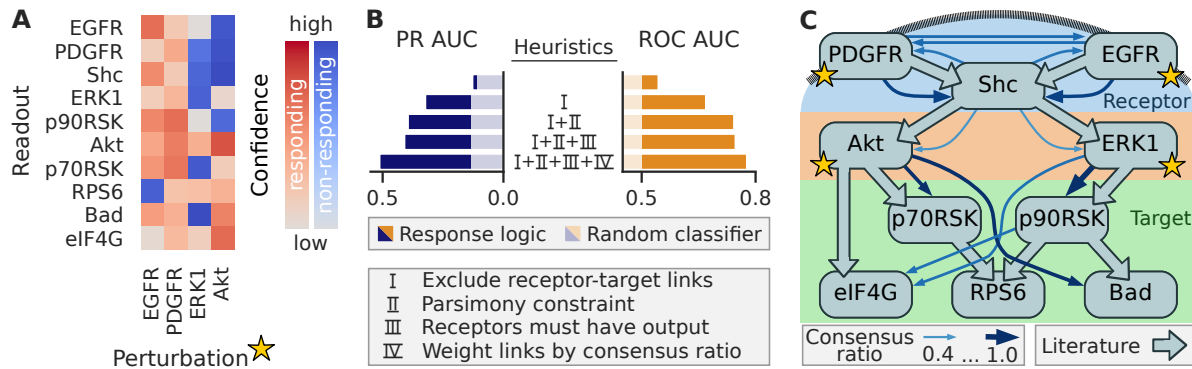 A
Readout
EGFR
PDGFR
Shc
ERK1
p90RSK
Akt
p70RSK
RPS6
Bad
eIF4G
EGFR
PDGFR
ERK1
Akt
Perturbation
high
Confidence
responding
non-responding
low
B
PR AUC
Heuristics
ROC AUC
I
I+II
I+II+III
I+II+III+IV
0.5
0.0
0.5
0.8
Response logic
Random classifier
I Exclude receptor-target links
II Parsimony constraint
III Receptors must have output
IV Weight links by consensus ratio
C
PDGFR
EGFR
Shc
Receptor
Akt
ERK1
p70RSK
p90RSK
Target
eIF4G
RPS6
Bad
Consensus
ratio
0.4 ... 1.0
Literature